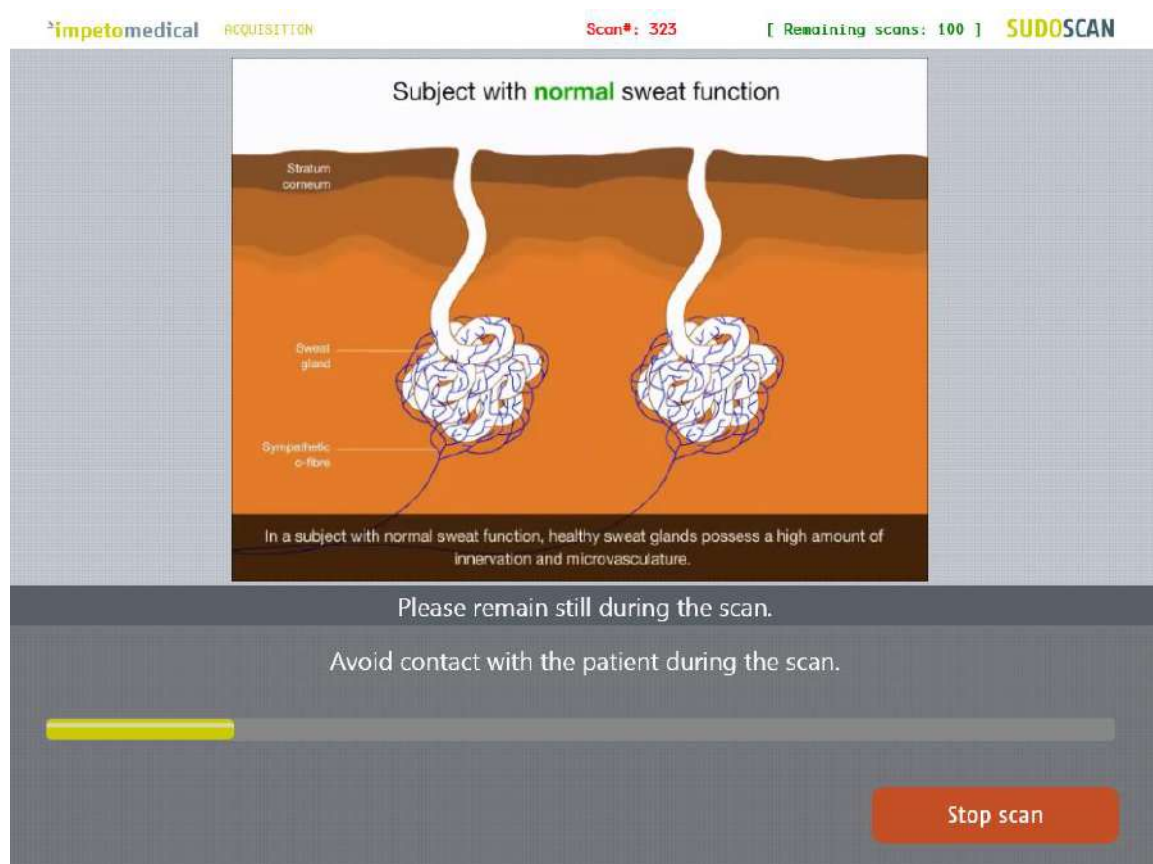 impetomedical ACQUISITION Scan#: 323 [ Remaining scans: 100 ] SUDOSCAN
Subject with normal sweat function
Stratum
corneum
Sweat
gland
Sympathetic
c-fibre
In a subject with normal sweat function, healthy sweat glands possess a high amount of
innervation and microvasculature.
Please remain still during the scan.
Avoid contact with the patient during the scan.
Stop scan